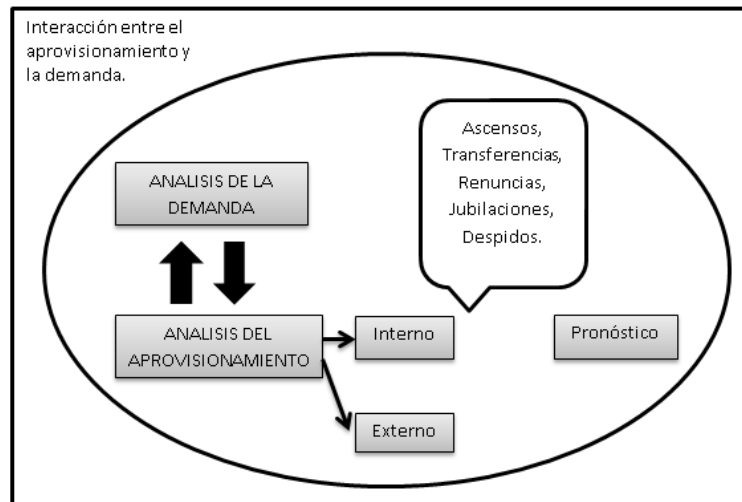 Interacción entre el
aprovisionamiento y
la demanda.
Ascensos,
Transferencias,
Renuncias,
Jubilaciones,
Despidos.
ANALISIS DE LA
DEMANDA
ANALISIS DEL
APROVISIONAMIENTO
Interno
Pronóstico
Externo